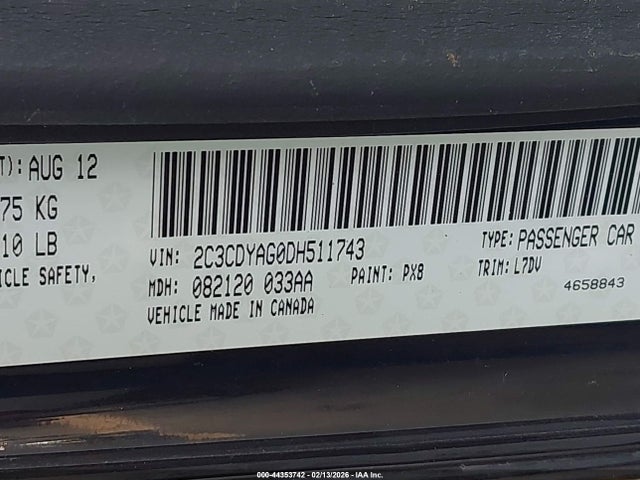 T): AUG 12
75 KG
10 LB
ICLE SAFETY,
VIN: 2C3CDYAG0DH511743
TYPE: PASSENGER CAR
MDH: 082120 033AA PAINT: PX8 TRIM: L7DV
VEHICLE MADE IN CANADA
4658843
000-44353742 - 02/13/2026 - IAA Inc.